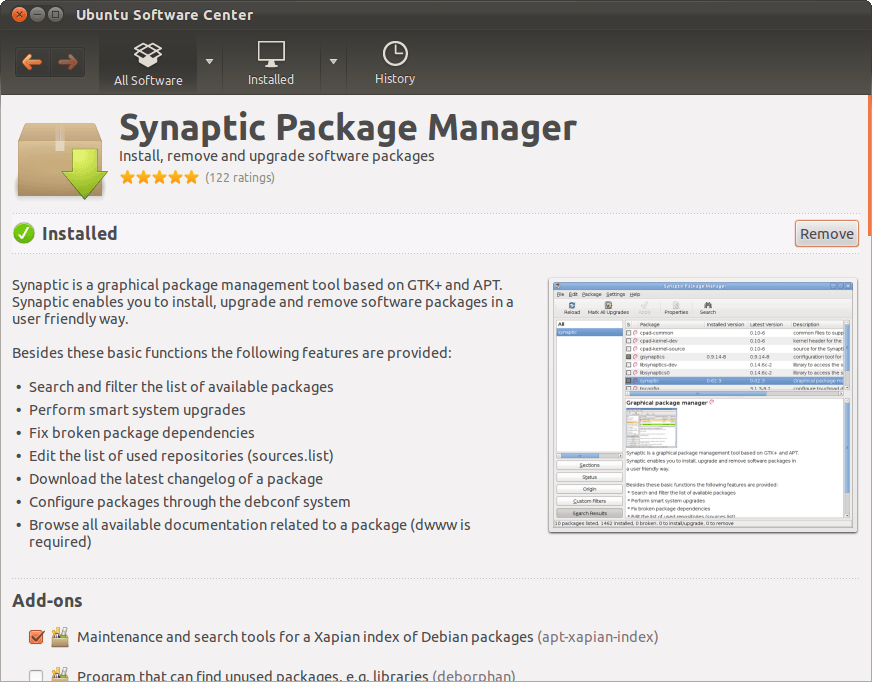 Ubuntu Software Center
All Software
Installed
History
Synaptic Package Manager
Install, remove and upgrade software packages
(122 ratings)
Installed
Remove
Synaptic is a graphical package management tool based on GTK+ and APT.
Synaptic enables you to install, upgrade and remove software packages in a
user friendly way.
Besides these basic functions the following features are provided:
• Search and filter the list of available packages
• Perform smart system upgrades
• Fix broken package dependencies
• Edit the list of used repositories (sources.list)
• Download the latest changelog of a package
• Configure packages through the debconf system
• Browse all available documentation related to a package (dwww is
required)
Synaptic Package Manager
File Edit Package Settings Help
Reload Mark All Upgrades Apply Properties Search
All
synaptic
S Package Installed Version Latest Version Description
cpad-common 0.10-6 common files to supp
cpad-kernel-dev 0.10-6 kernel header for the
cpad-kernel-source 0.10-6 source for the Synapti
gsynaptics 0.9.14-8 configuration tool for
libsynaptics-dev 0.14.6c-2 library to access the s
libsynaptics0 0.14.6c-2 library to access the s
synaptic 0.62.3 0.62.3 Graphical package m
Graphical package manager
Synaptic is a graphical package management tool based on GTK+ and APT.
Synaptic enables you to install, upgrade and remove software packages in
a user friendly way.
Besides these basic functions the following features are provided:
* Search and filter the list of available packages
* Perform smart system upgrades
* Fix broken package dependencies
* Edit the list of used repositories (sources.list)
Sections
Status
Origin
Custom Filters
Search Results
10 packages listed, 1462 installed, 0 broken. 0 to install/upgrade, 0 to remove
Add-ons
Maintenance and search tools for a Xapian index of Debian packages (apt-xapian-index)
Program that can find unused packages, e.g. libraries (deborphan)